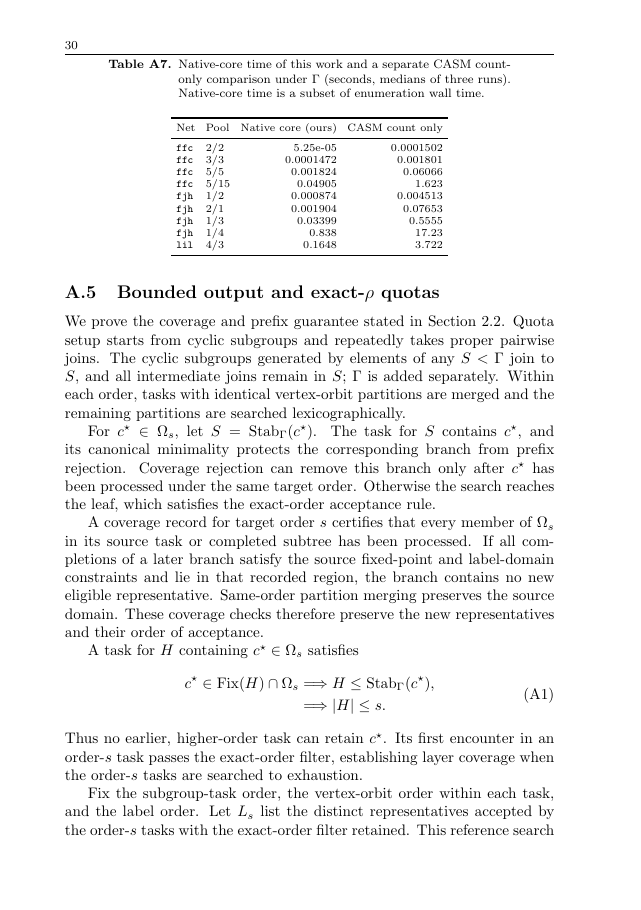 30
Table A7. Native-core time of this work and a separate CASM count-
only comparison under Γ (seconds, medians of three runs).
Native-core time is a subset of enumeration wall time.
Net Pool Native core (ours) CASM count only
ffc 2/2 5.25e-05 0.0001502
ffc 3/3 0.0001472 0.001801
ffc 5/5 0.001824 0.06066
ffc 5/15 0.04905 1.623
fjh 1/2 0.000874 0.004513
fjh 2/1 0.001904 0.07653
fjh 1/3 0.03399 0.5555
fjh 1/4 0.838 17.23
lil 4/3 0.1648 3.722
A.5 Bounded output and exact-ρ quotas
We prove the coverage and prefix guarantee stated in Section 2.2. Quota
setup starts from cyclic subgroups and repeatedly takes proper pairwise
joins. The cyclic subgroups generated by elements of any S < Γ join to
S, and all intermediate joins remain in S; Γ is added separately. Within
each order, tasks with identical vertex-orbit partitions are merged and the
remaining partitions are searched lexicographically.
For c⋆ ∈ Ωs, let S = StabΓ(c⋆). The task for S contains c⋆, and
its canonical minimality protects the corresponding branch from prefix
rejection. Coverage rejection can remove this branch only after c⋆ has
been processed under the same target order. Otherwise the search reaches
the leaf, which satisfies the exact-order acceptance rule.
A coverage record for target order s certifies that every member of Ωs
in its source task or completed subtree has been processed. If all com-
pletions of a later branch satisfy the source fixed-point and label-domain
constraints and lie in that recorded region, the branch contains no new
eligible representative. Same-order partition merging preserves the source
domain. These coverage checks therefore preserve the new representatives
and their order of acceptance.
A task for H containing c⋆ ∈ Ωs satisfies
c⋆ ∈ Fix(H) ∩ Ωs ⟹ H ≤ StabΓ(c⋆),
⟹ |H| ≤ s. (A1)
Thus no earlier, higher-order task can retain c⋆. Its first encounter in an
order-s task passes the exact-order filter, establishing layer coverage when
the order-s tasks are searched to exhaustion.
Fix the subgroup-task order, the vertex-orbit order within each task,
and the label order. Let Ls list the distinct representatives accepted by
the order-s tasks with the exact-order filter retained. This reference search